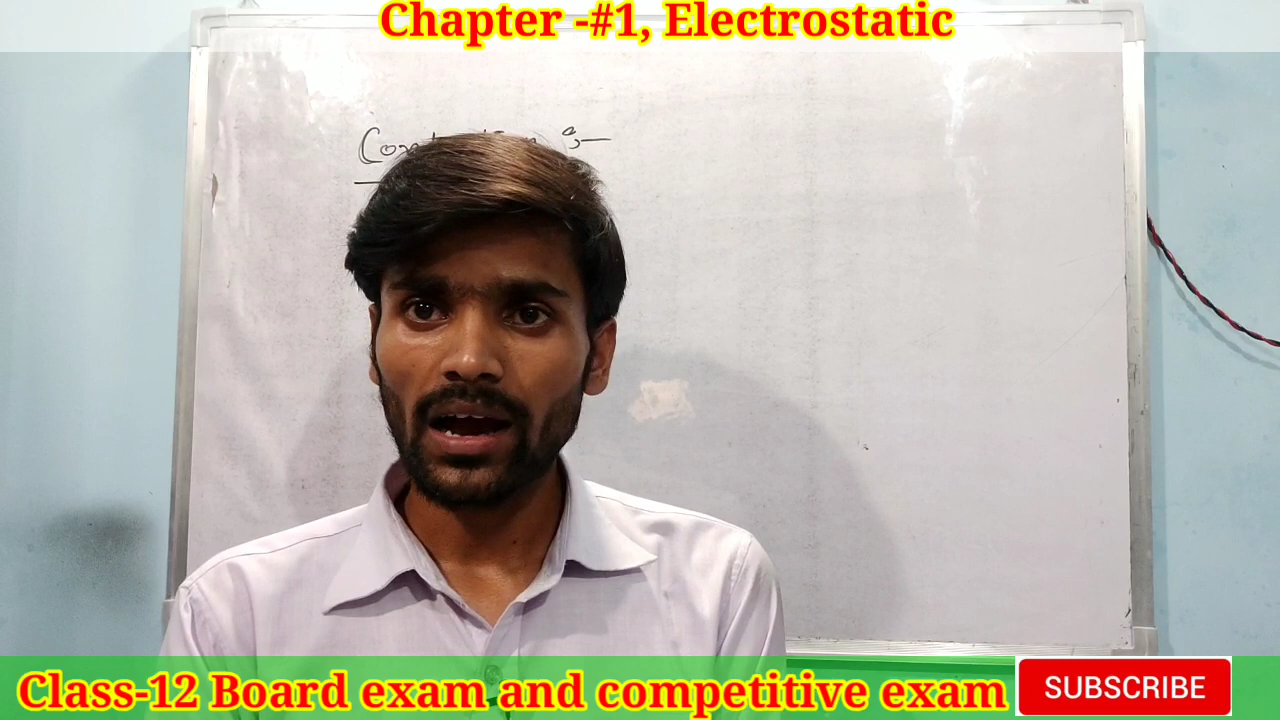 Chapter -#1, Electrostatic
Class-12 Board exam and competitive exam
SUBSCRIBE